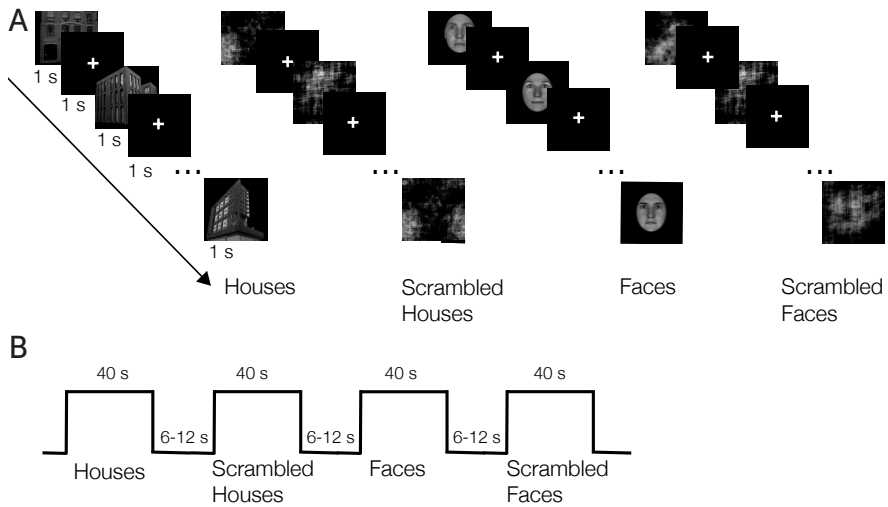 A
1 s
1 s
1 s
1 s
...
...
...
...
1 s
Houses
Scrambled
Houses
Faces
Scrambled
Faces
B
40 s
40 s
40 s
40 s
6-12 s
6-12 s
6-12 s
Houses
Scrambled
Houses
Faces
Scrambled
Faces